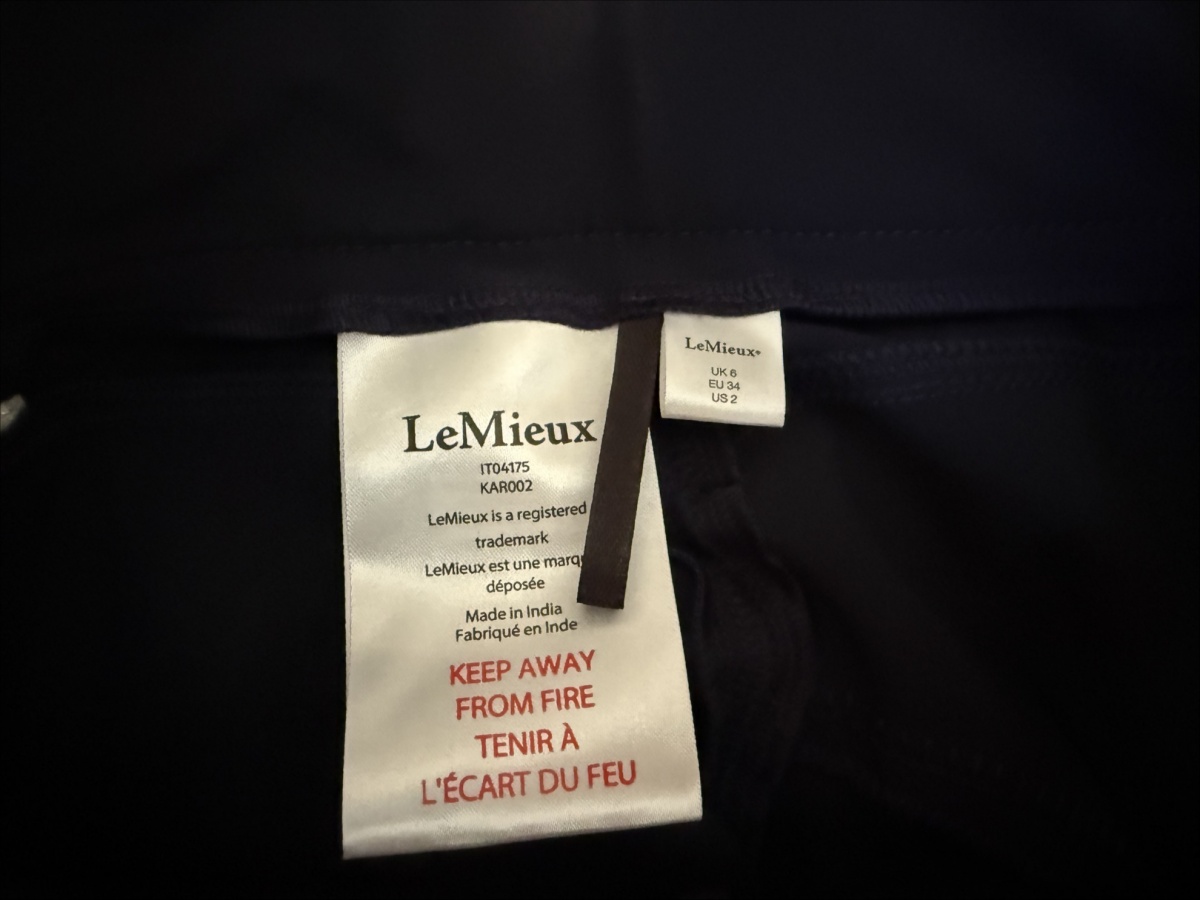 LeMieux
IT04175
KAR002
LeMieux is a registered
trademark
LeMieux est une marq
déposée
Made in India
Fabriqué en Inde
KEEP AWAY
FROM FIRE
TENIR À
L'ÉCART DU FEU
LeMieux
UK 6
EU 34
US 2